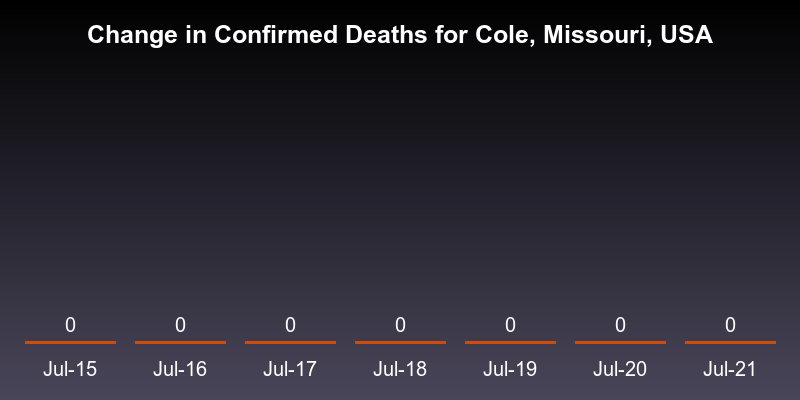 Change in Confirmed Deaths for Cole, Missouri, USA
0 0 0 0 0 0 0
Jul-15 Jul-16 Jul-17 Jul-18 Jul-19 Jul-20 Jul-21